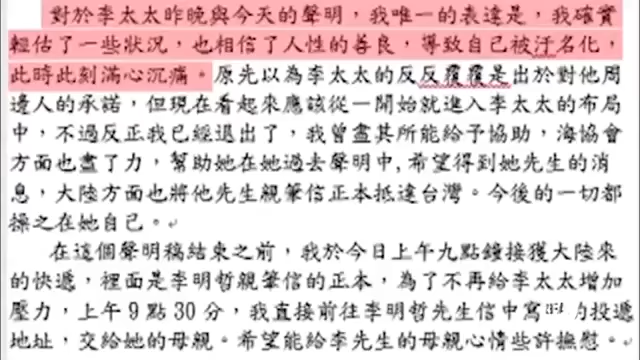 對於李太太昨晚與今天的聲明，我唯一的表達是，我確實
輕估了一些狀況，也相信了人性的善良，導致自己被汙名化，
此時此刻滿心沉痛。原先以為李太太的反反覆覆是出於對他周
邊人的承諾，但現在看起來應該從一開始就進入李太太的布局
中，不過反正我已經退出了，我曾盡其所能給予協助，海協會
方面也盡了力，幫助她在她過去聲明中,希望得到她先生的消
息，大陸方面也將他先生親筆信正本抵達台灣。今後的一切都
操之在她自己。
在這個聲明稿結束之前，我於今日上午九點鐘接獲大陸來
的快遞，裡面是李明哲親筆信的正本，為了不再給李太太增加
壓力，上午9點30分，我直接前往李明哲先生信中寫的投遞
地址，交給她的母親。希望能給李先生的母親心情些許撫慰。